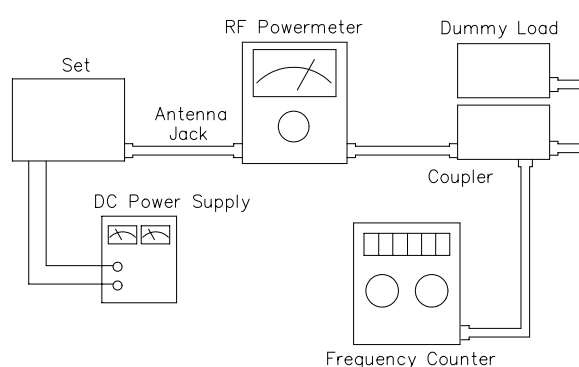 RF Powermeter
Dummy Load
Set
Antenna
Jack
Coupler
DC Power Supply
Frequency Counter